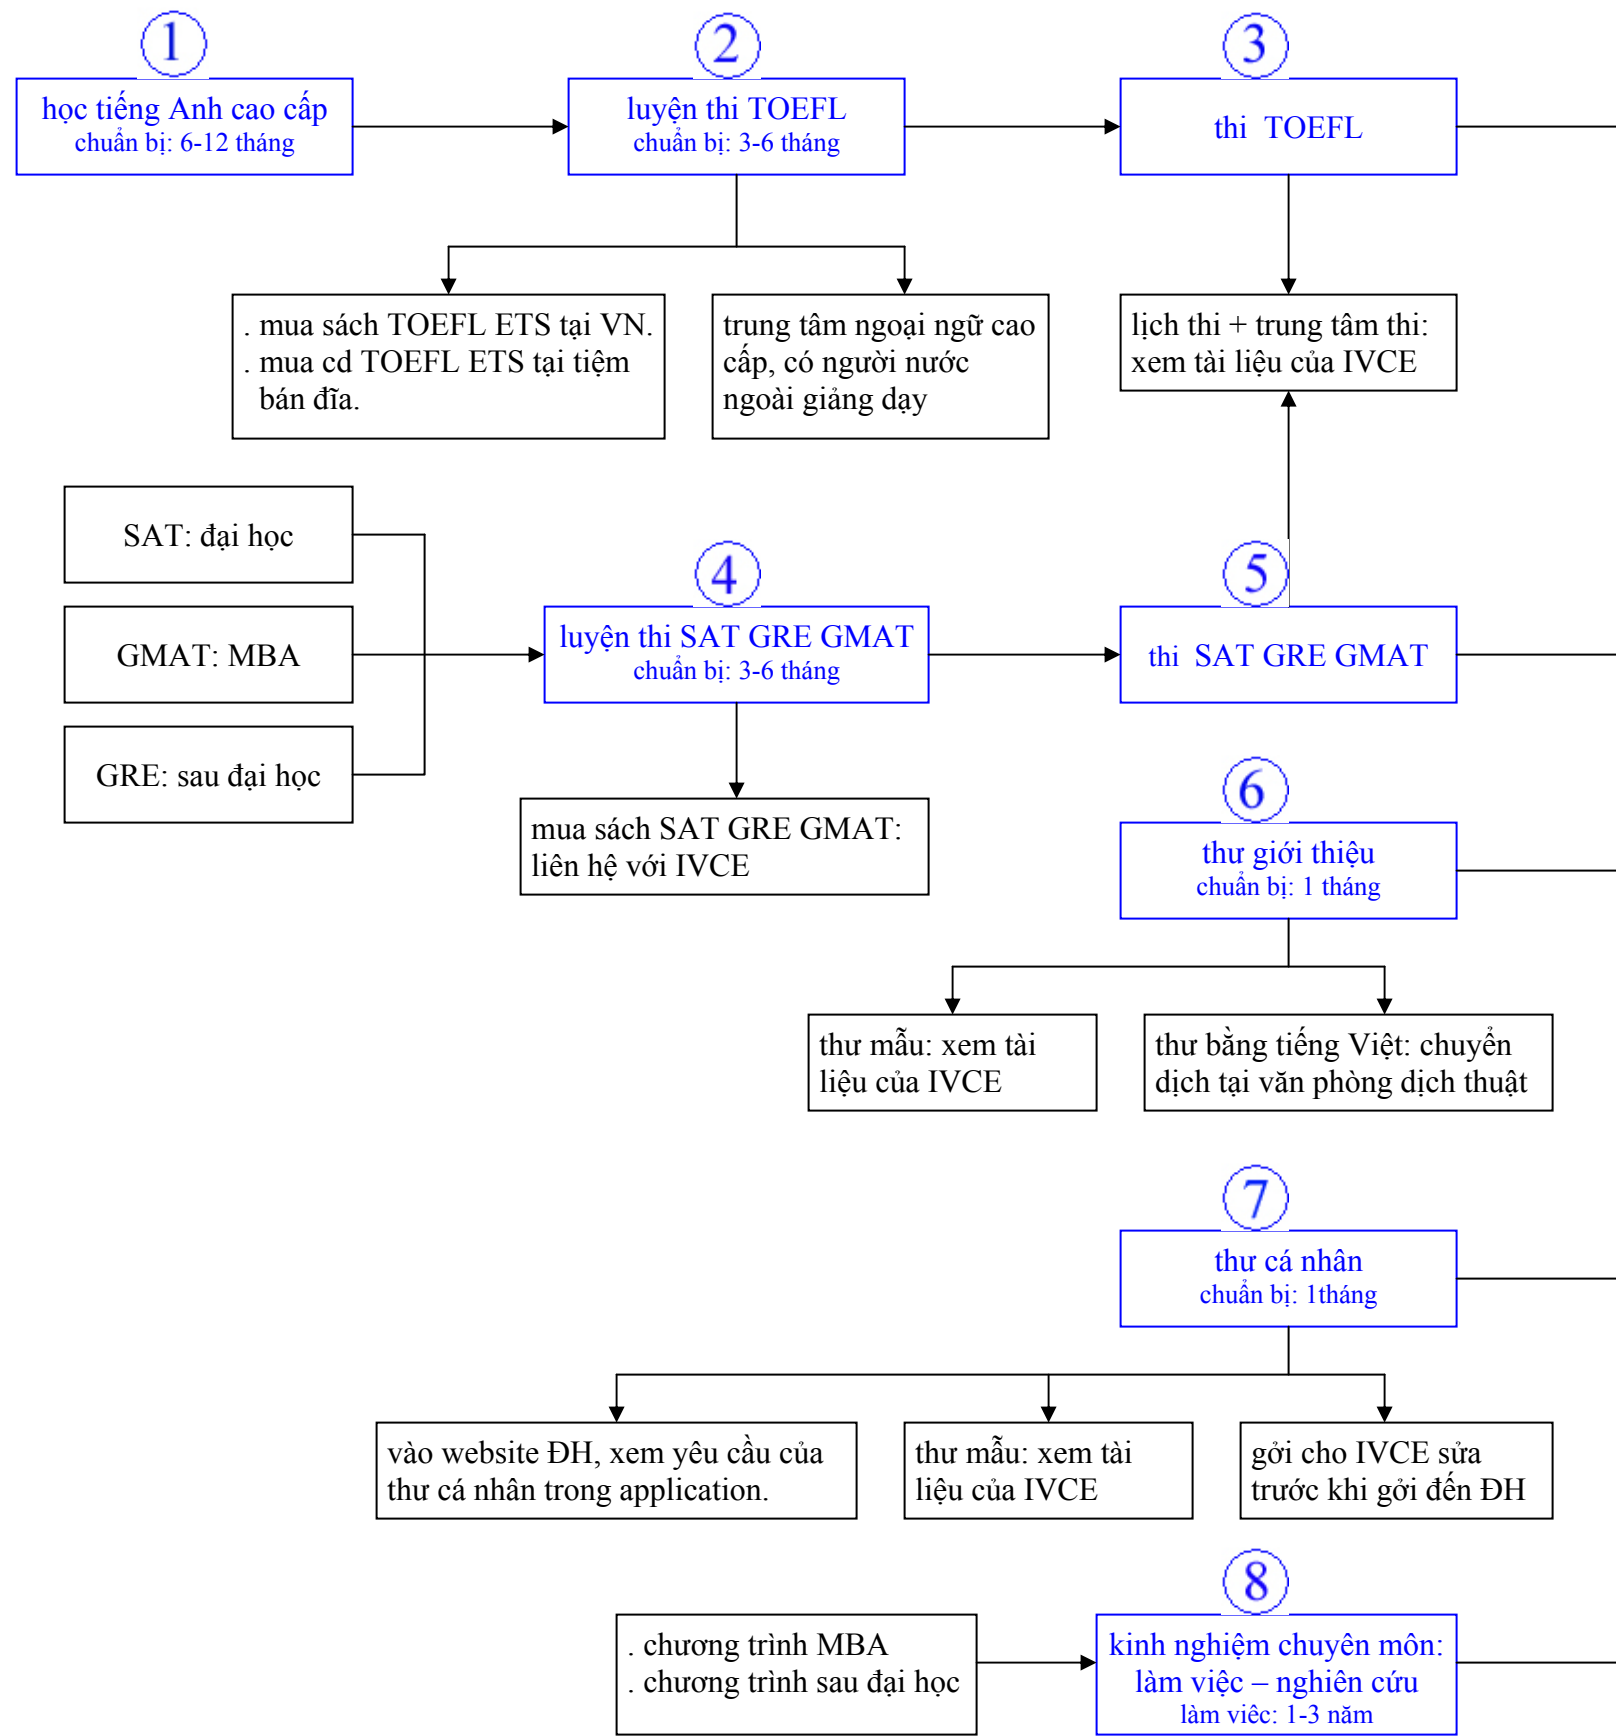 1
học tiếng Anh cao cấp
chuẩn bị: 6-12 tháng
2
luyện thi TOEFL
chuẩn bị: 3-6 tháng
3
thi TOEFL
. mua sách TOEFL ETS tại VN.
. mua cd TOEFL ETS tại tiệm
bán đĩa.
trung tâm ngoại ngữ cao
cấp, có người nước
ngoài giảng dạy
lịch thi + trung tâm thi:
xem tài liệu của IVCE
SAT: đại học
GMAT: MBA
GRE: sau đại học
4
luyện thi SAT GRE GMAT
chuẩn bị: 3-6 tháng
5
thi SAT GRE GMAT
mua sách SAT GRE GMAT:
liên hệ với IVCE
6
thư giới thiệu
chuẩn bị: 1 tháng
thư mẫu: xem tài
liệu của IVCE
thư bằng tiếng Việt: chuyển
dịch tại văn phòng dịch thuật
7
thư cá nhân
chuẩn bị: 1tháng
vào website ĐH, xem yêu cầu của
thư cá nhân trong application.
thư mẫu: xem tài
liệu của IVCE
gởi cho IVCE sửa
trước khi gởi đến ĐH
. chương trình MBA
. chương trình sau đại học
8
kinh nghiệm chuyên môn:
làm việc – nghiên cứu
làm viêc: 1-3 năm